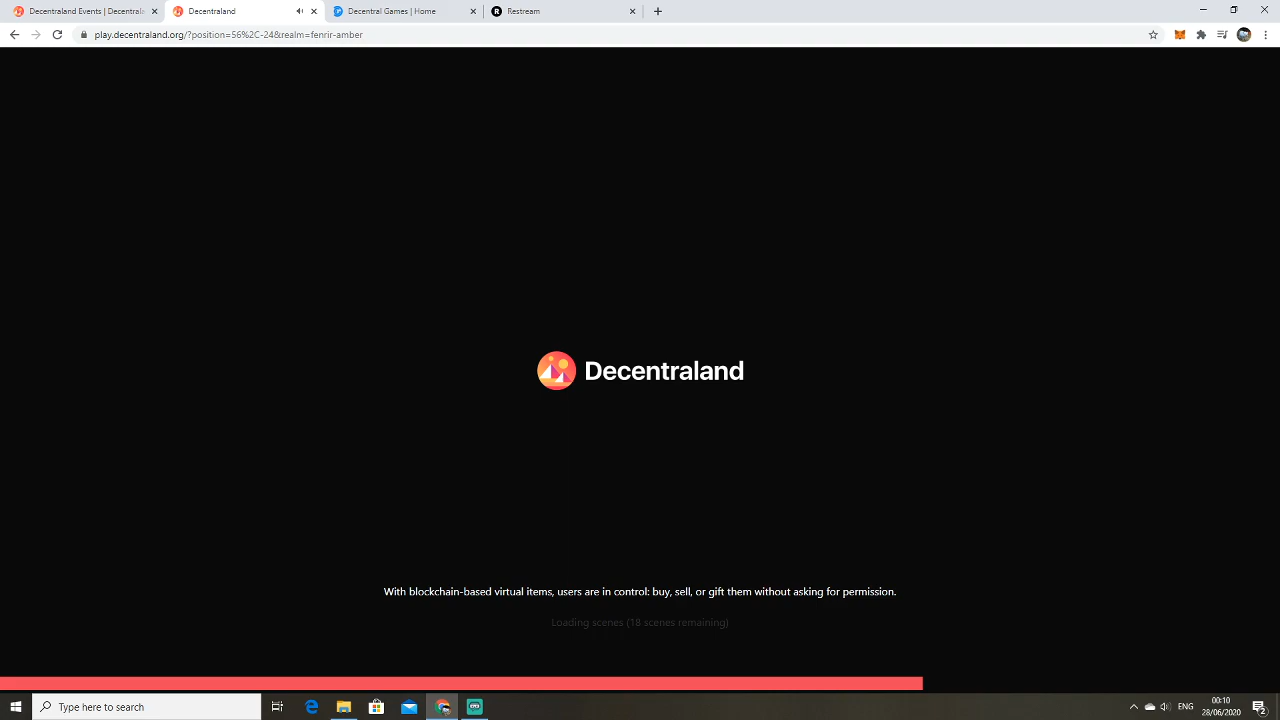 Decentraland Events | Decentrala
Decentraland
Decentral Games | Home
Restream
play.decentraland.org/?position=56%2C-24&realm=fenrir-amber
Decentraland
With blockchain-based virtual items, users are in control: buy, sell, or gift them without asking for permission.
Loading scenes (18 scenes remaining)
Type here to search
ENG
00:10
28/06/2020
2